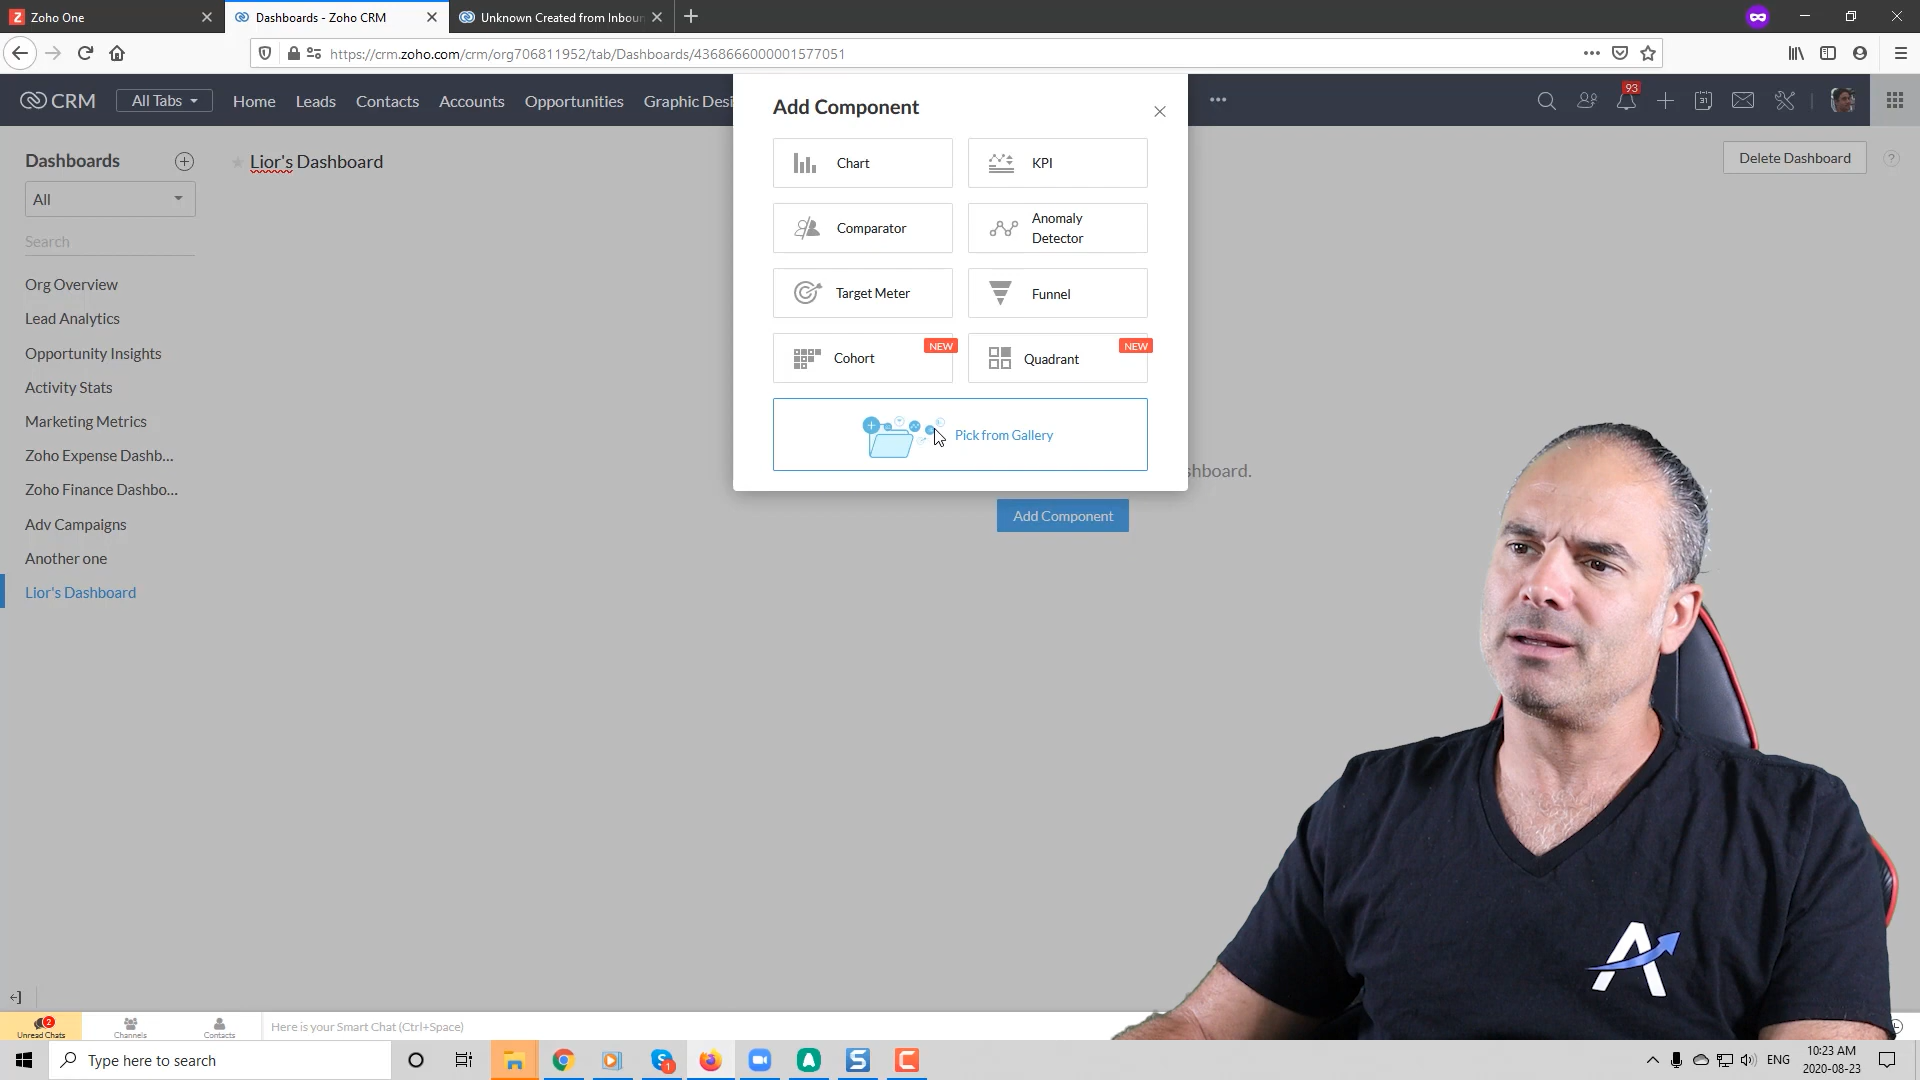 Zoho One
Dashboards - Zoho CRM
Unknown Created from Inboun
https://crm.zoho.com/crm/org706811952/tab/Dashboards/4368666000001577051
CRM
All Tabs
Home
Leads
Contacts
Accounts
Opportunities
Graphic Desi
93
31
Add Component
Chart
KPI
Comparator
Anomaly
Detector
Target Meter
Funnel
Cohort
NEW
Quadrant
NEW
Pick from Gallery
Dashboards
All
Search
Org Overview
Lead Analytics
Opportunity Insights
Activity Stats
Marketing Metrics
Zoho Expense Dashb...
Zoho Finance Dashbo...
Adv Campaigns
Another one
Lior's Dashboard
Lior's Dashboard
Delete Dashboard
?
shboard.
Add Component
2
Unread Chats
Channels
Contacts
Here is your Smart Chat (Ctrl+Space)
Type here to search
1
ENG
10:23 AM
2020-08-23